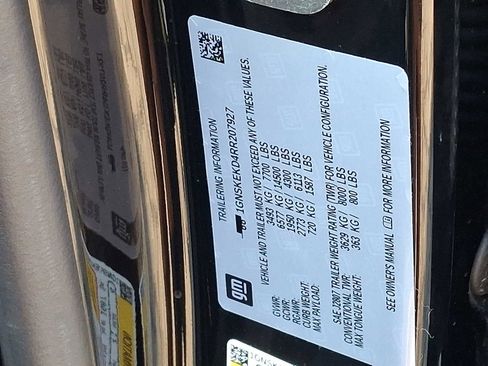 TRAILERING INFORMATION
1GNSKEKD4RR207927
VEHICLE AND TRAILER MUST NOT EXCEED ANY OF THESE VALUES.
GVWR: 3493 KG / 7700 LBS
GCWR: 6577 KG / 14500 LBS
RGAWR: 1950 KG / 4300 LBS
CURB WEIGHT: 2773 KG / 6113 LBS
MAX PAYLOAD: 720 KG / 1587 LBS
SAE J2807 TRAILER WEIGHT RATING (TWR) FOR VEHICLE CONFIGURATION.
CONVENTIONAL TWR: 3629 KG / 8000 LBS
MAX TONGUE WEIGHT: 363 KG / 800 LBS
SEE OWNER'S MANUAL FOR MORE INFORMATION
gm